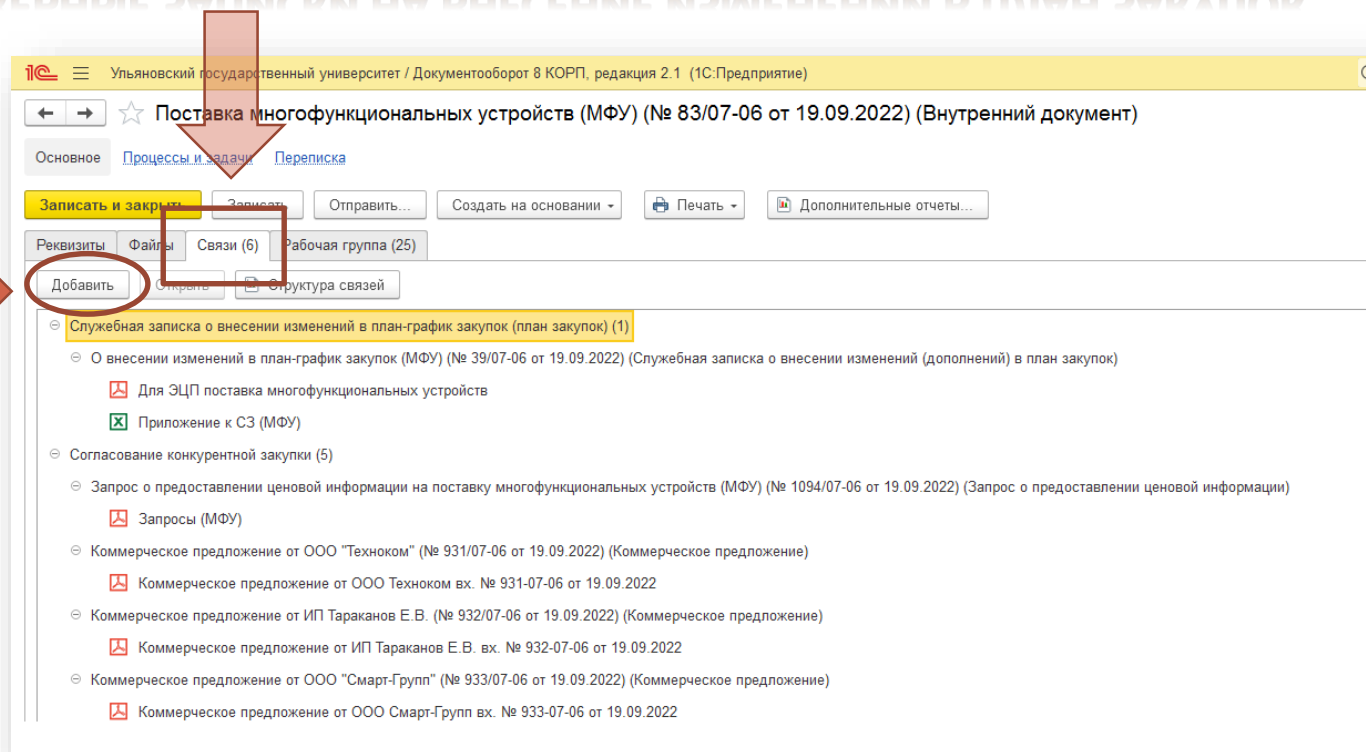 1С Ульяновский государственный университет / Документооборот 8 КОРП, редакция 2.1 (1С:Предприятие)
Поставка многофункциональных устройств (МФУ) (№ 83/07-06 от 19.09.2022) (Внутренний документ)
Основное Процессы и задачи Переписка
Записать и закрыть Записать Отправить... Создать на основании Печать Дополнительные отчеты...
Реквизиты Файлы Связи (6) Рабочая группа (25)
Добавить Открыть Структура связей
Служебная записка о внесении изменений в план-график закупок (план закупок) (1)
О внесении изменений в план-график закупок (МФУ) (№ 39/07-06 от 19.09.2022) (Служебная записка о внесении изменений (дополнений) в план закупок)
Для ЭЦП поставка многофункциональных устройств
Приложение к СЗ (МФУ)
Согласование конкурентной закупки (5)
Запрос о предоставлении ценовой информации на поставку многофункциональных устройств (МФУ) (№ 1094/07-06 от 19.09.2022) (Запрос о предоставлении ценовой информации)
Запросы (МФУ)
Коммерческое предложение от ООО "Техноком" (№ 931/07-06 от 19.09.2022) (Коммерческое предложение)
Коммерческое предложение от ООО Техноком вх. № 931-07-06 от 19.09.2022
Коммерческое предложение от ИП Тараканов Е.В. (№ 932/07-06 от 19.09.2022) (Коммерческое предложение)
Коммерческое предложение от ИП Тараканов Е.В. вх. № 932-07-06 от 19.09.2022
Коммерческое предложение от ООО "Смарт-Групп" (№ 933/07-06 от 19.09.2022) (Коммерческое предложение)
Коммерческое предложение от ООО Смарт-Групп вх. № 933-07-06 от 19.09.2022